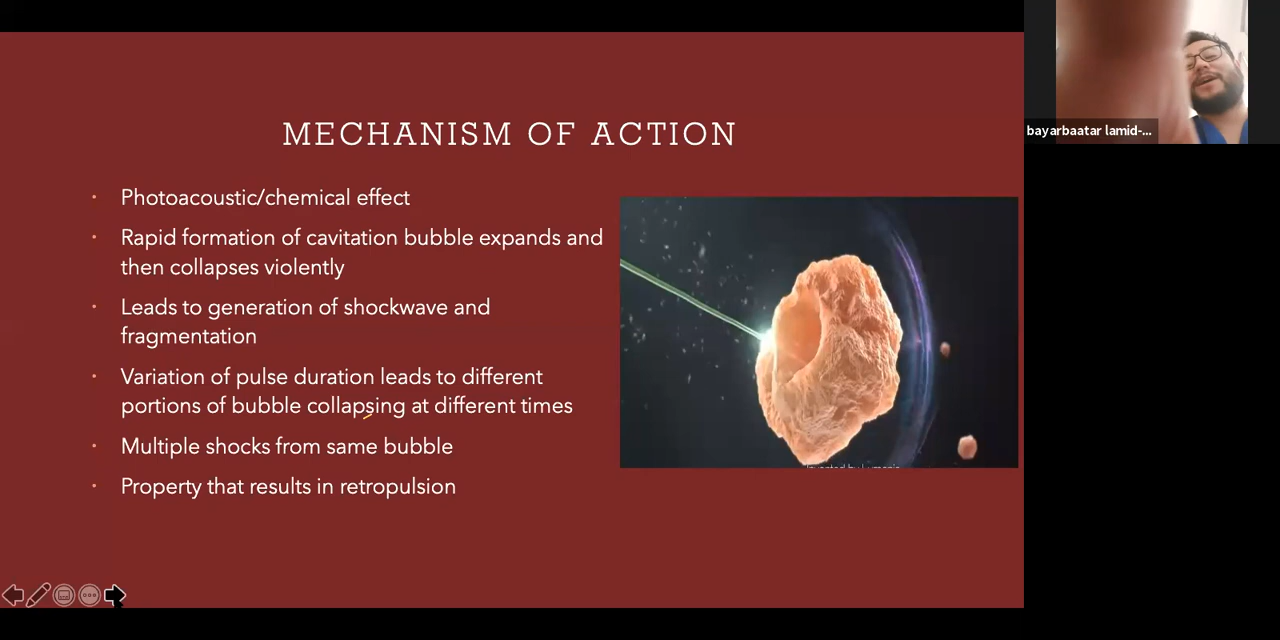 MECHANISM OF ACTION
Photoacoustic/chemical effect
Rapid formation of cavitation bubble expands and
then collapses violently
Leads to generation of shockwave and
fragmentation
Variation of pulse duration leads to different
portions of bubble collapsing at different times
Multiple shocks from same bubble
Property that results in retropulsion
bayarbaatar lamid-...